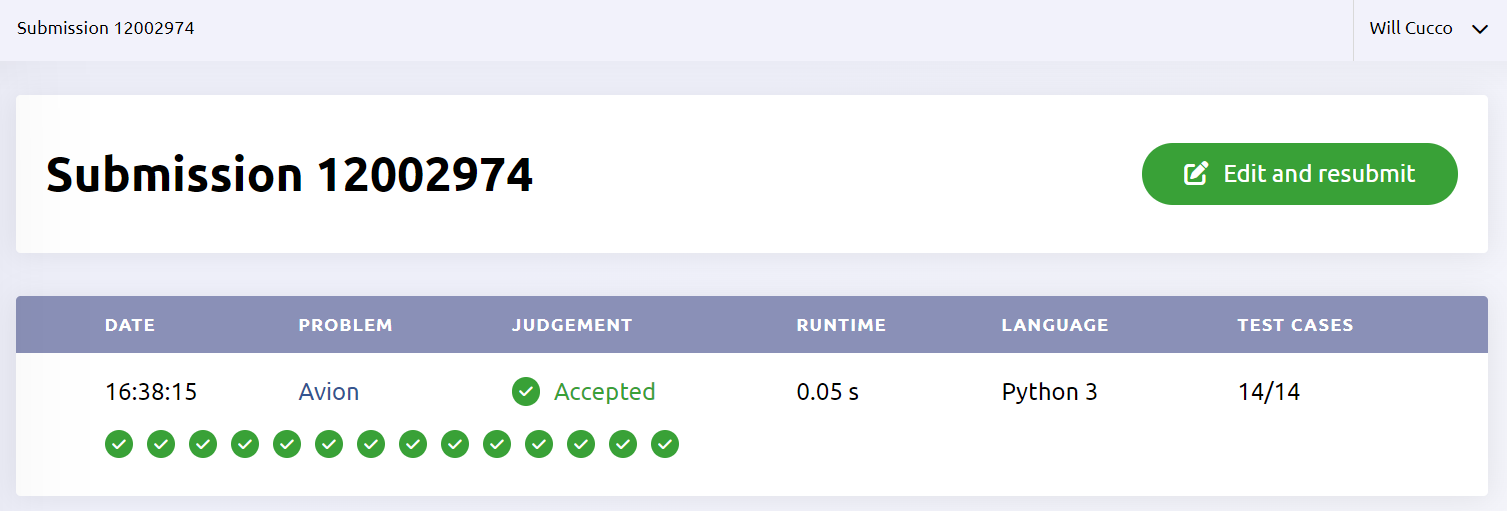 Submission 12002974 Will Cucco
Submission 12002974 Edit and resubmit
DATE PROBLEM JUDGEMENT RUNTIME LANGUAGE TEST CASES
16:38:15 Avion Accepted 0.05 s Python 3 14/14